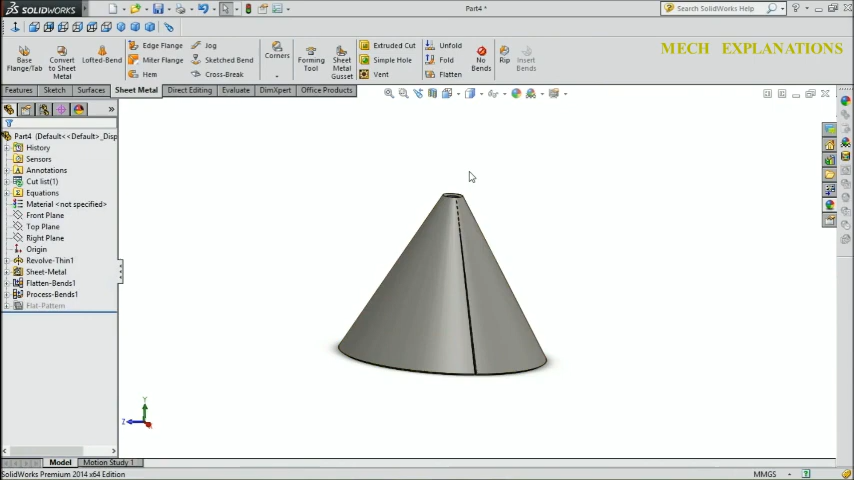 SOLIDWORKS
Part4 *
Search SolidWorks Help
MECH EXPLANATIONS
Base Flange/Tab
Convert to Sheet Metal
Lofted-Bend
Edge Flange
Miter Flange
Hem
Jog
Sketched Bend
Cross-Break
Corners
Forming Tool
Sheet Metal Gusset
Extruded Cut
Simple Hole
Vent
Unfold
Fold
Flatten
No Bends
Rip
Insert Bends
Features Sketch Surfaces Sheet Metal Direct Editing Evaluate DimXpert Office Products
Part4 (Default<<Default>_Disp
History
Sensors
Annotations
Cut list(1)
Equations
Material <not specified>
Front Plane
Top Plane
Right Plane
Origin
Revolve-Thin1
Sheet-Metal
Flatten-Bends1
Process-Bends1
Flat-Pattern
Y
Z
Model Motion Study 1
SolidWorks Premium 2014 x64 Edition
MMGS